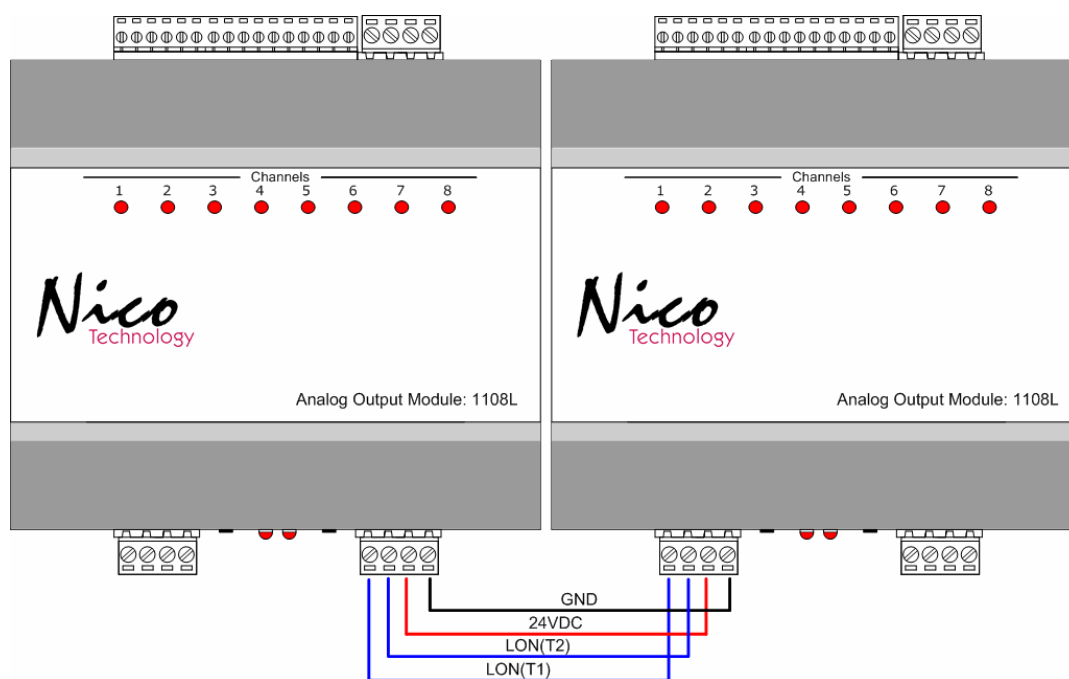 Channels Channels
1 2 3 4 5 6 7 8 1 2 3 4 5 6 7 8
Nico Nico
Technology Technology
Analog Output Module: 1108L Analog Output Module: 1108L
GND
24VDC
LON(T2)
LON(T1)